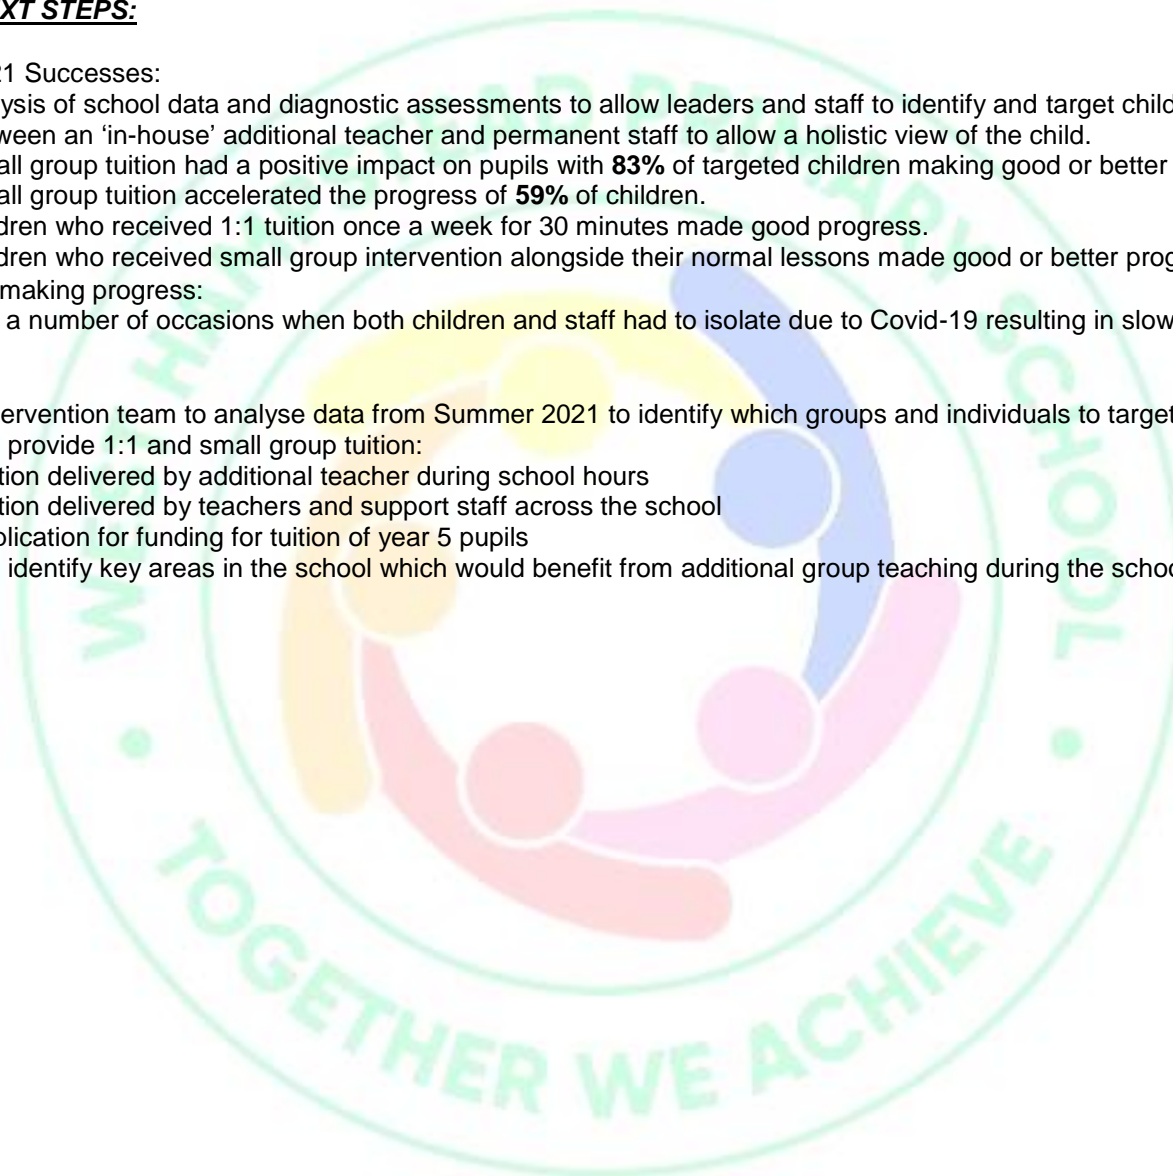 XT STEPS:
21 Successes:
lysis of school data and diagnostic assessments to allow leaders and staff to identify and target child
ween an ‘in-house’ additional teacher and permanent staff to allow a holistic view of the child.
all group tuition had a positive impact on pupils with 83% of targeted children making good or better
all group tuition accelerated the progress of 59% of children.
dren who received 1:1 tuition once a week for 30 minutes made good progress.
dren who received small group intervention alongside their normal lessons made good or better prog
making progress:
a number of occasions when both children and staff had to isolate due to Covid-19 resulting in slow
tervention team to analyse data from Summer 2021 to identify which groups and individuals to target
provide 1:1 and small group tuition:
tion delivered by additional teacher during school hours
tion delivered by teachers and support staff across the school
plication for funding for tuition of year 5 pupils
identify key areas in the school which would benefit from additional group teaching during the schoo
PRIMARY SCHOOL
TOGETHER WE ACHIEVE